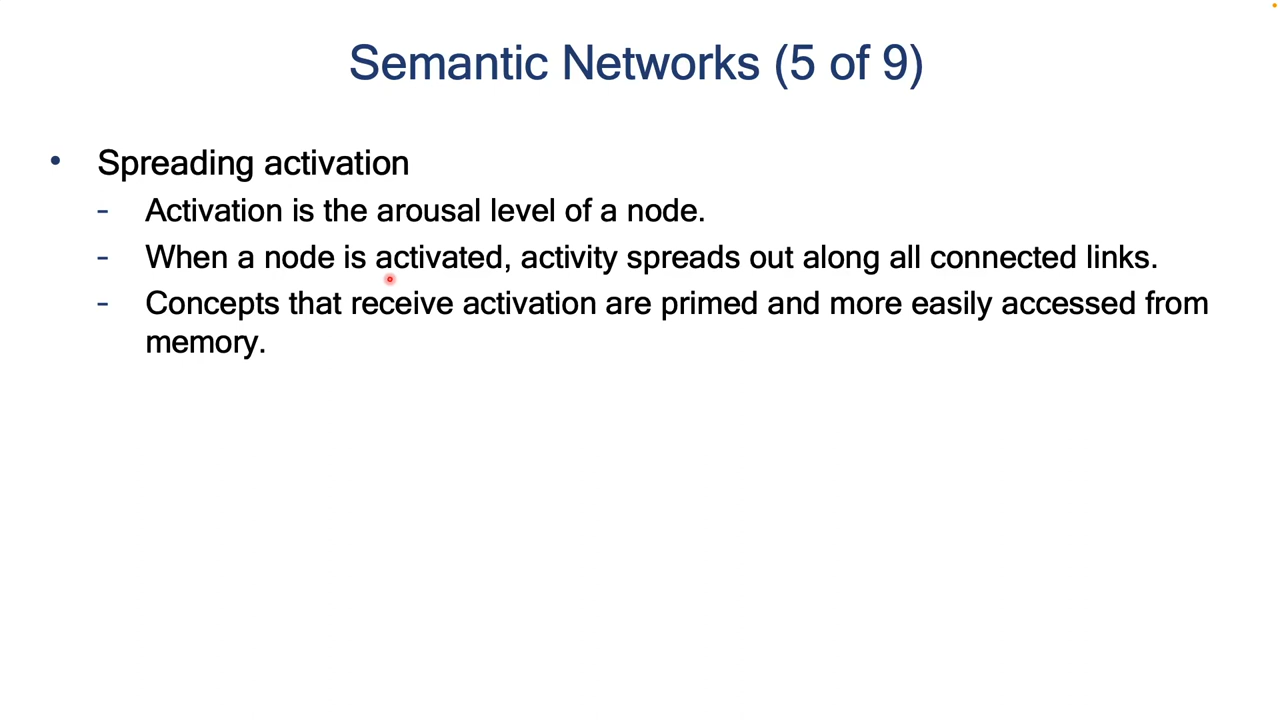 Semantic Networks (5 of 9)
• Spreading activation
- Activation is the arousal level of a node.
- When a node is activated, activity spreads out along all connected links.
- Concepts that receive activation are primed and more easily accessed from
memory.